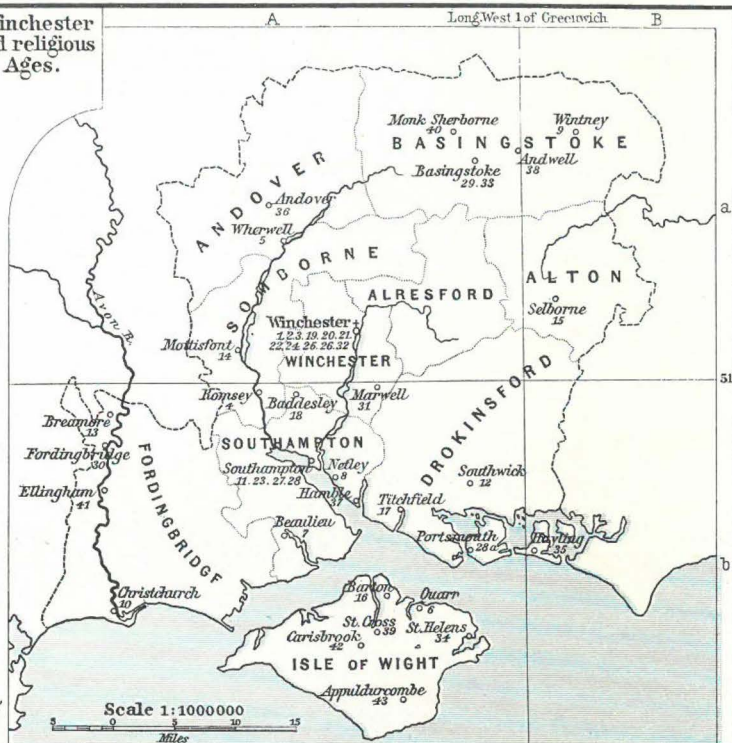 inchester
d religious
Ages.
A
Long. West 1 of Greenwich
B
Monk Sherborne
40
Wintney
9
BASINGSTOKE
Basingstoke
29. 33
Andwell
38
ANDOVER
Andover
36
a
Wherwell
5
SOMBORNE
ALTON
ALRESFORD
Selborne
15
Avon R.
Winchester
1, 2, 3, 19. 20. 21.
22, 24. 26. 26. 32
Mottisfont
14
WINCHESTER
51
Romsey
4
Baddesley
18
Marwell
31
DROKINSFORD
Breamore
13
Fordingbridge
30
SOUTHAMPTON
FORDINGBRIDGE
Southampton
11. 23. 27. 28
Netley
8
Southwick
12
Ellingham
41
Hamble
37
Titchfield
17
Beaulieu
7
Portsmouth
28a
Hayling
35
b
Christchurch
10
Barton
16
Quarr
6
St. Cross
39
St. Helens
34
Carisbrook
42
ISLE OF WIGHT
Appuldurcombe
43
Scale 1:1000000
5 0 5 10 15
Miles